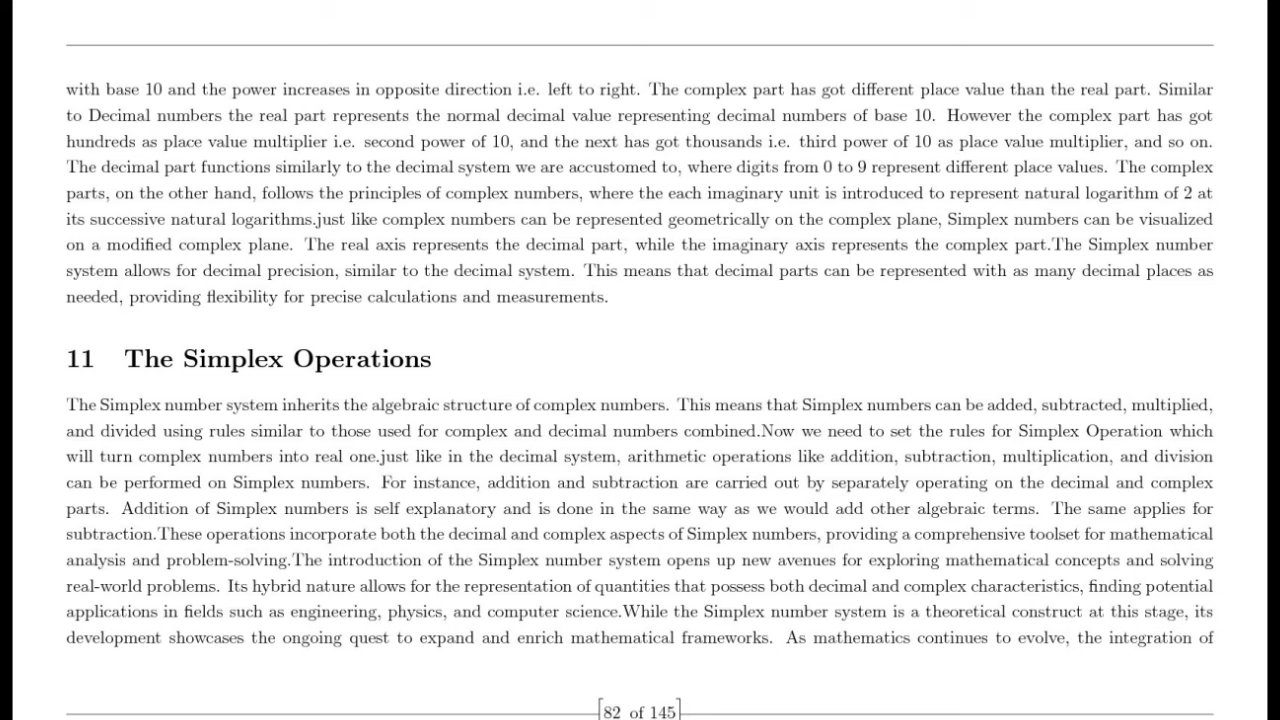 with base 10 and the power increases in opposite direction i.e. left to right. The complex part has got different place value than the real part. Similar
to Decimal numbers the real part represents the normal decimal value representing decimal numbers of base 10. However the complex part has got
hundreds as place value multiplier i.e. second power of 10, and the next has got thousands i.e. third power of 10 as place value multiplier, and so on.
The decimal part functions similarly to the decimal system we are accustomed to, where digits from 0 to 9 represent different place values. The complex
parts, on the other hand, follows the principles of complex numbers, where the each imaginary unit is introduced to represent natural logarithm of 2 at
its successive natural logarithms.just like complex numbers can be represented geometrically on the complex plane, Simplex numbers can be visualized
on a modified complex plane. The real axis represents the decimal part, while the imaginary axis represents the complex part.The Simplex number
system allows for decimal precision, similar to the decimal system. This means that decimal parts can be represented with as many decimal places as
needed, providing flexibility for precise calculations and measurements.
11 The Simplex Operations
The Simplex number system inherits the algebraic structure of complex numbers. This means that Simplex numbers can be added, subtracted, multiplied,
and divided using rules similar to those used for complex and decimal numbers combined.Now we need to set the rules for Simplex Operation which
will turn complex numbers into real one.just like in the decimal system, arithmetic operations like addition, subtraction, multiplication, and division
can be performed on Simplex numbers. For instance, addition and subtraction are carried out by separately operating on the decimal and complex
parts. Addition of Simplex numbers is self explanatory and is done in the same way as we would add other algebraic terms. The same applies for
subtraction.These operations incorporate both the decimal and complex aspects of Simplex numbers, providing a comprehensive toolset for mathematical
analysis and problem-solving.The introduction of the Simplex number system opens up new avenues for exploring mathematical concepts and solving
real-world problems. Its hybrid nature allows for the representation of quantities that possess both decimal and complex characteristics, finding potential
applications in fields such as engineering, physics, and computer science.While the Simplex number system is a theoretical construct at this stage, its
development showcases the ongoing quest to expand and enrich mathematical frameworks. As mathematics continues to evolve, the integration of
82 of 145